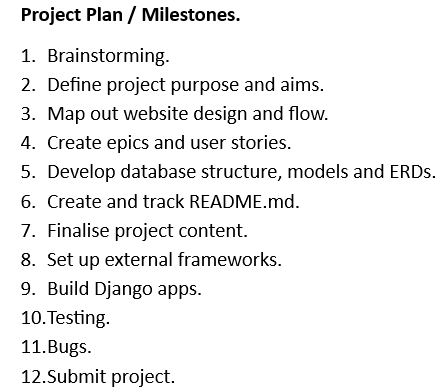 Project Plan / Milestones.
1. Brainstorming.
2. Define project purpose and aims.
3. Map out website design and flow.
4. Create epics and user stories.
5. Develop database structure, models and ERDs.
6. Create and track README.md.
7. Finalise project content.
8. Set up external frameworks.
9. Build Django apps.
10.Testing.
11.Bugs.
12.Submit project.